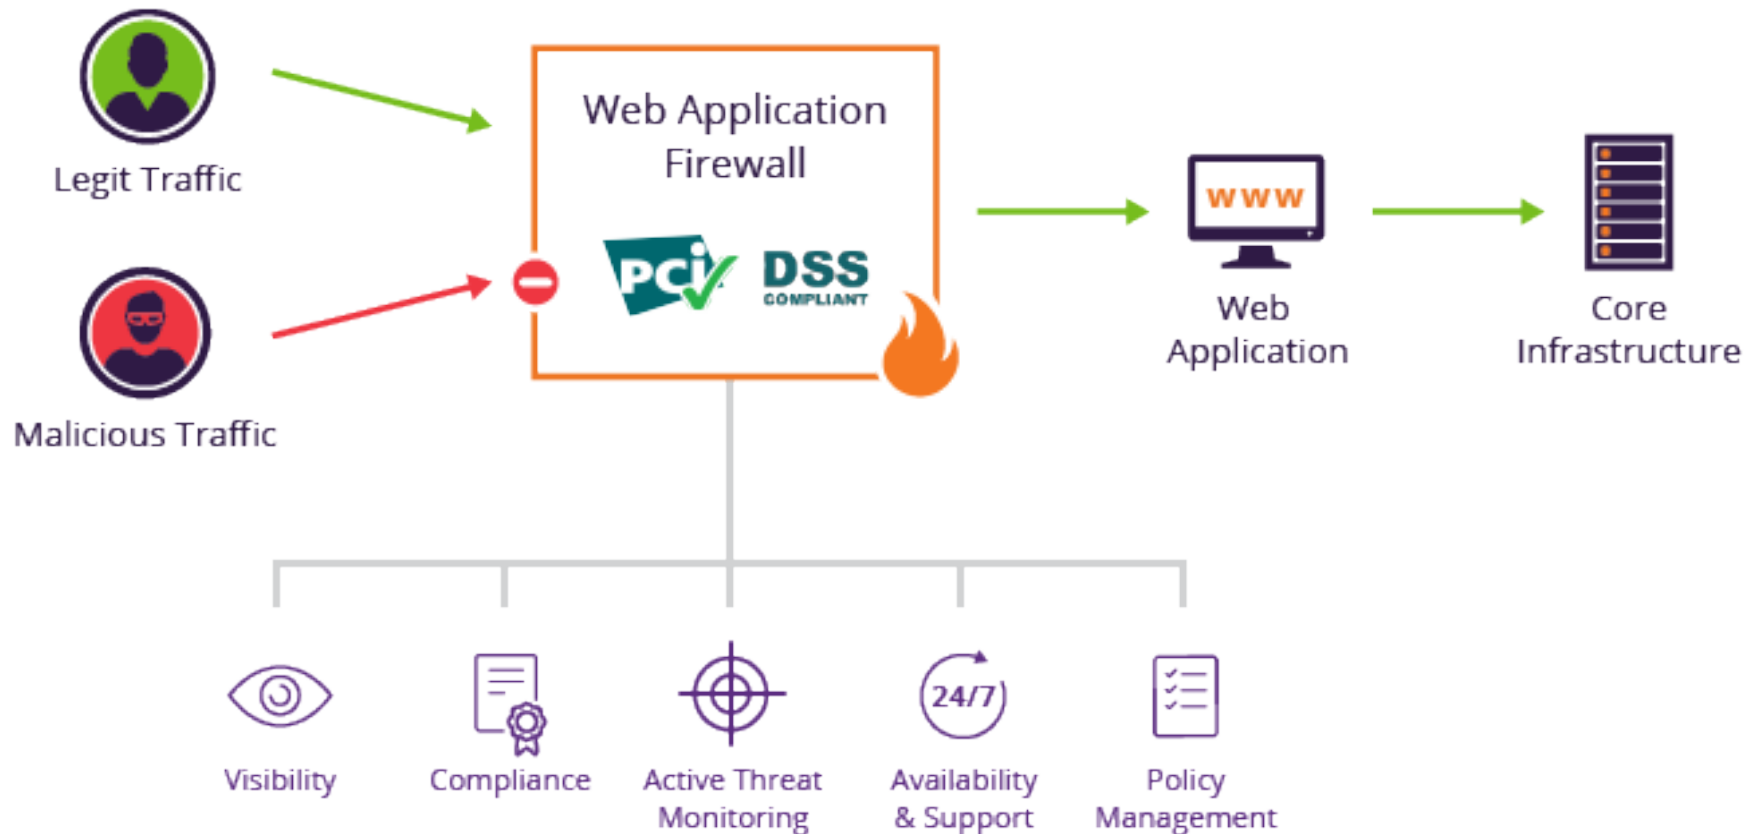 Legit Traffic
Malicious Traffic
Web Application
Firewall
PCi
DSS
COMPLIANT
www
Web
Application
Core
Infrastructure
Visibility
Compliance
Active Threat
Monitoring
24/7
Availability
& Support
Policy
Management